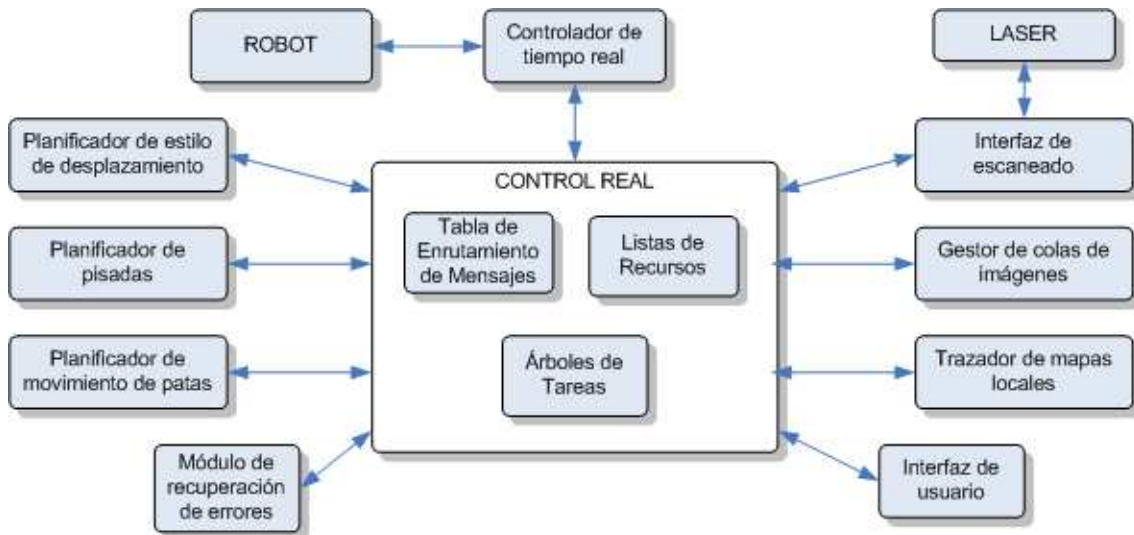 ROBOT
Controlador de
tiempo real
LASER
Planificador de estilo
de desplazamiento
Interfaz de
escaneado
CONTROL REAL
Tabla de
Enrutamiento
de Mensajes
Listas de
Recursos
Planificador de
pisadas
Gestor de colas de
imágenes
Planificador de
movimiento de patas
Árboles de
Tareas
Trazador de mapas
locales
Módulo de
recuperación
de errores
Interfaz de
usuario